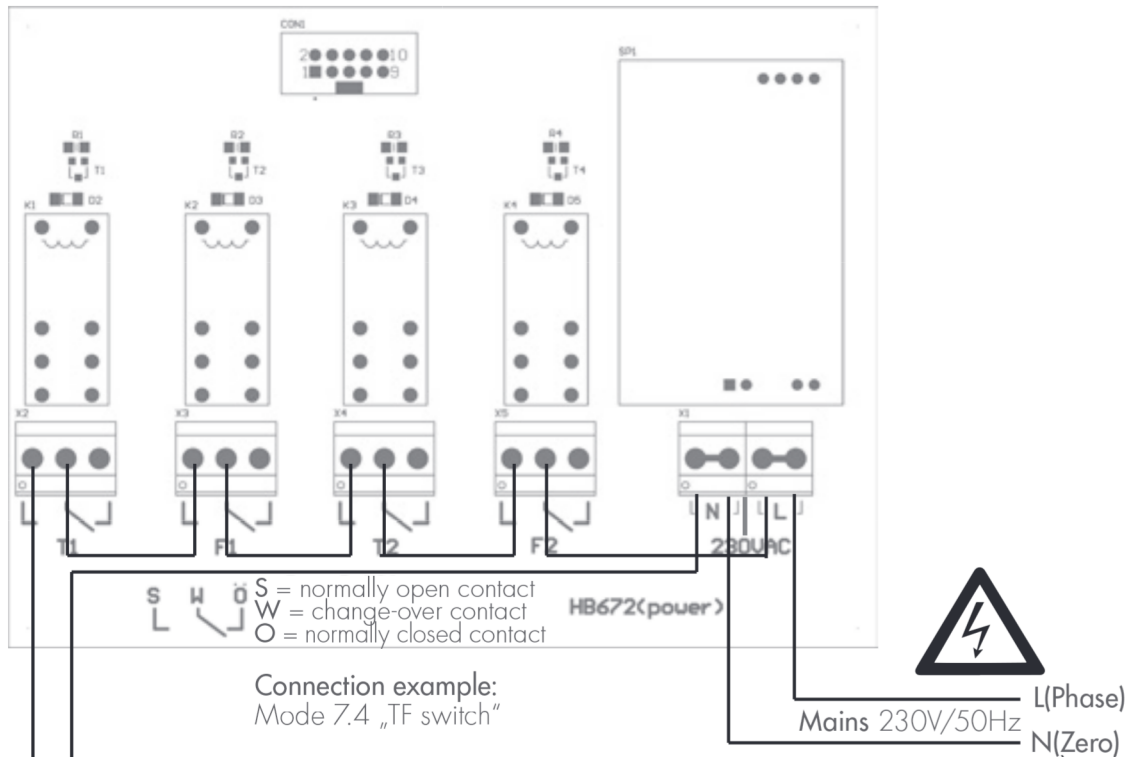 CON1
2 10
1 9
SP1
R1 R2 R3 R4
T1 T2 T3 T4
D2 D3 D4 D5
K1 K2 K3 K4
X2 X3 X4 X5 X1
N L
T1 F1 T2 F2 230VAC
S W Ö
S = normally open contact
W = change-over contact
O = normally closed contact
HB672(power)
Connection example:
Mode 7.4 „TF switch“
L(Phase)
Mains 230V/50Hz
N(Zero)